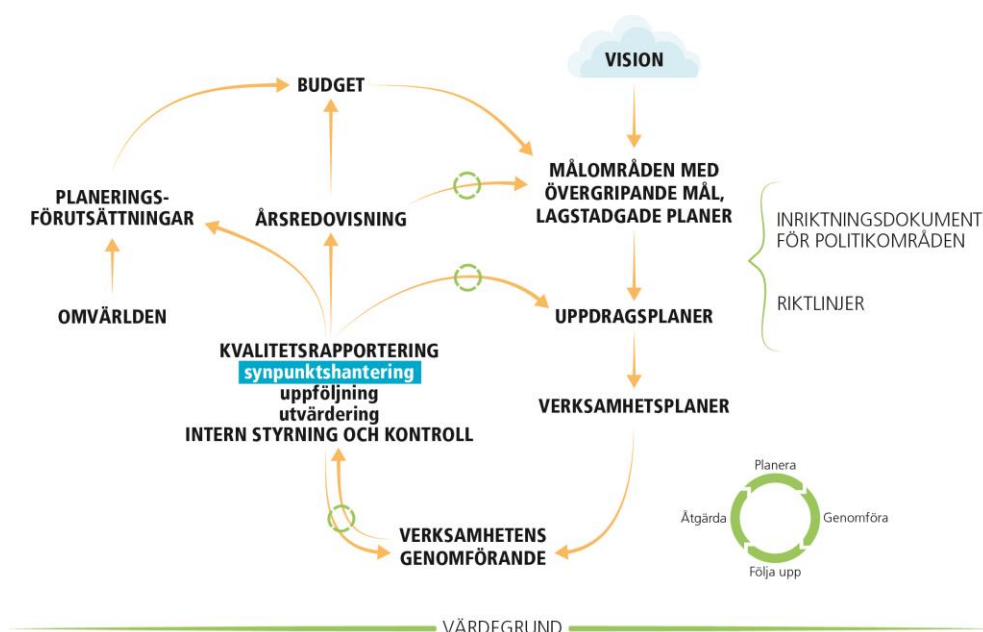 VISION
BUDGET
MÅLOMRÅDEN MED
ÖVERGRIPANDE MÅL,
LAGSTADGADE PLANER
PLANERINGS-
FÖRUTSÄTTNINGAR
ÅRSREDOVISNING
INRIKTNINGSDOKUMENT
FÖR POLITIKOMRÅDEN
RIKTLINJER
OMVÄRLDEN
UPPDRAGSPLANER
KVALITETSRAPPORTERING
synpunktshantering
uppföljning
utvärdering
INTERN STYRNING OCH KONTROLL
VERKSAMHETSPLANER
VERKSAMHETENS
GENOMFÖRANDE
Planera
Åtgärda
Genomföra
Följa upp
VÄRDEGRUND